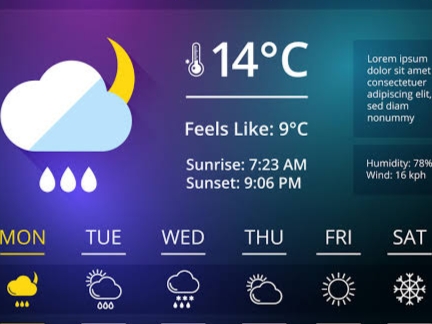 14°C
Feels Like: 9°C
Sunrise: 7:23 AM
Sunset: 9:06 PM
Lorem ipsum
dolor sit amet
consectetuer
adipiscing elit,
sed diam
nonummy
Humidity: 78%
Wind: 16 kph
MON TUE WED THU FRI SAT